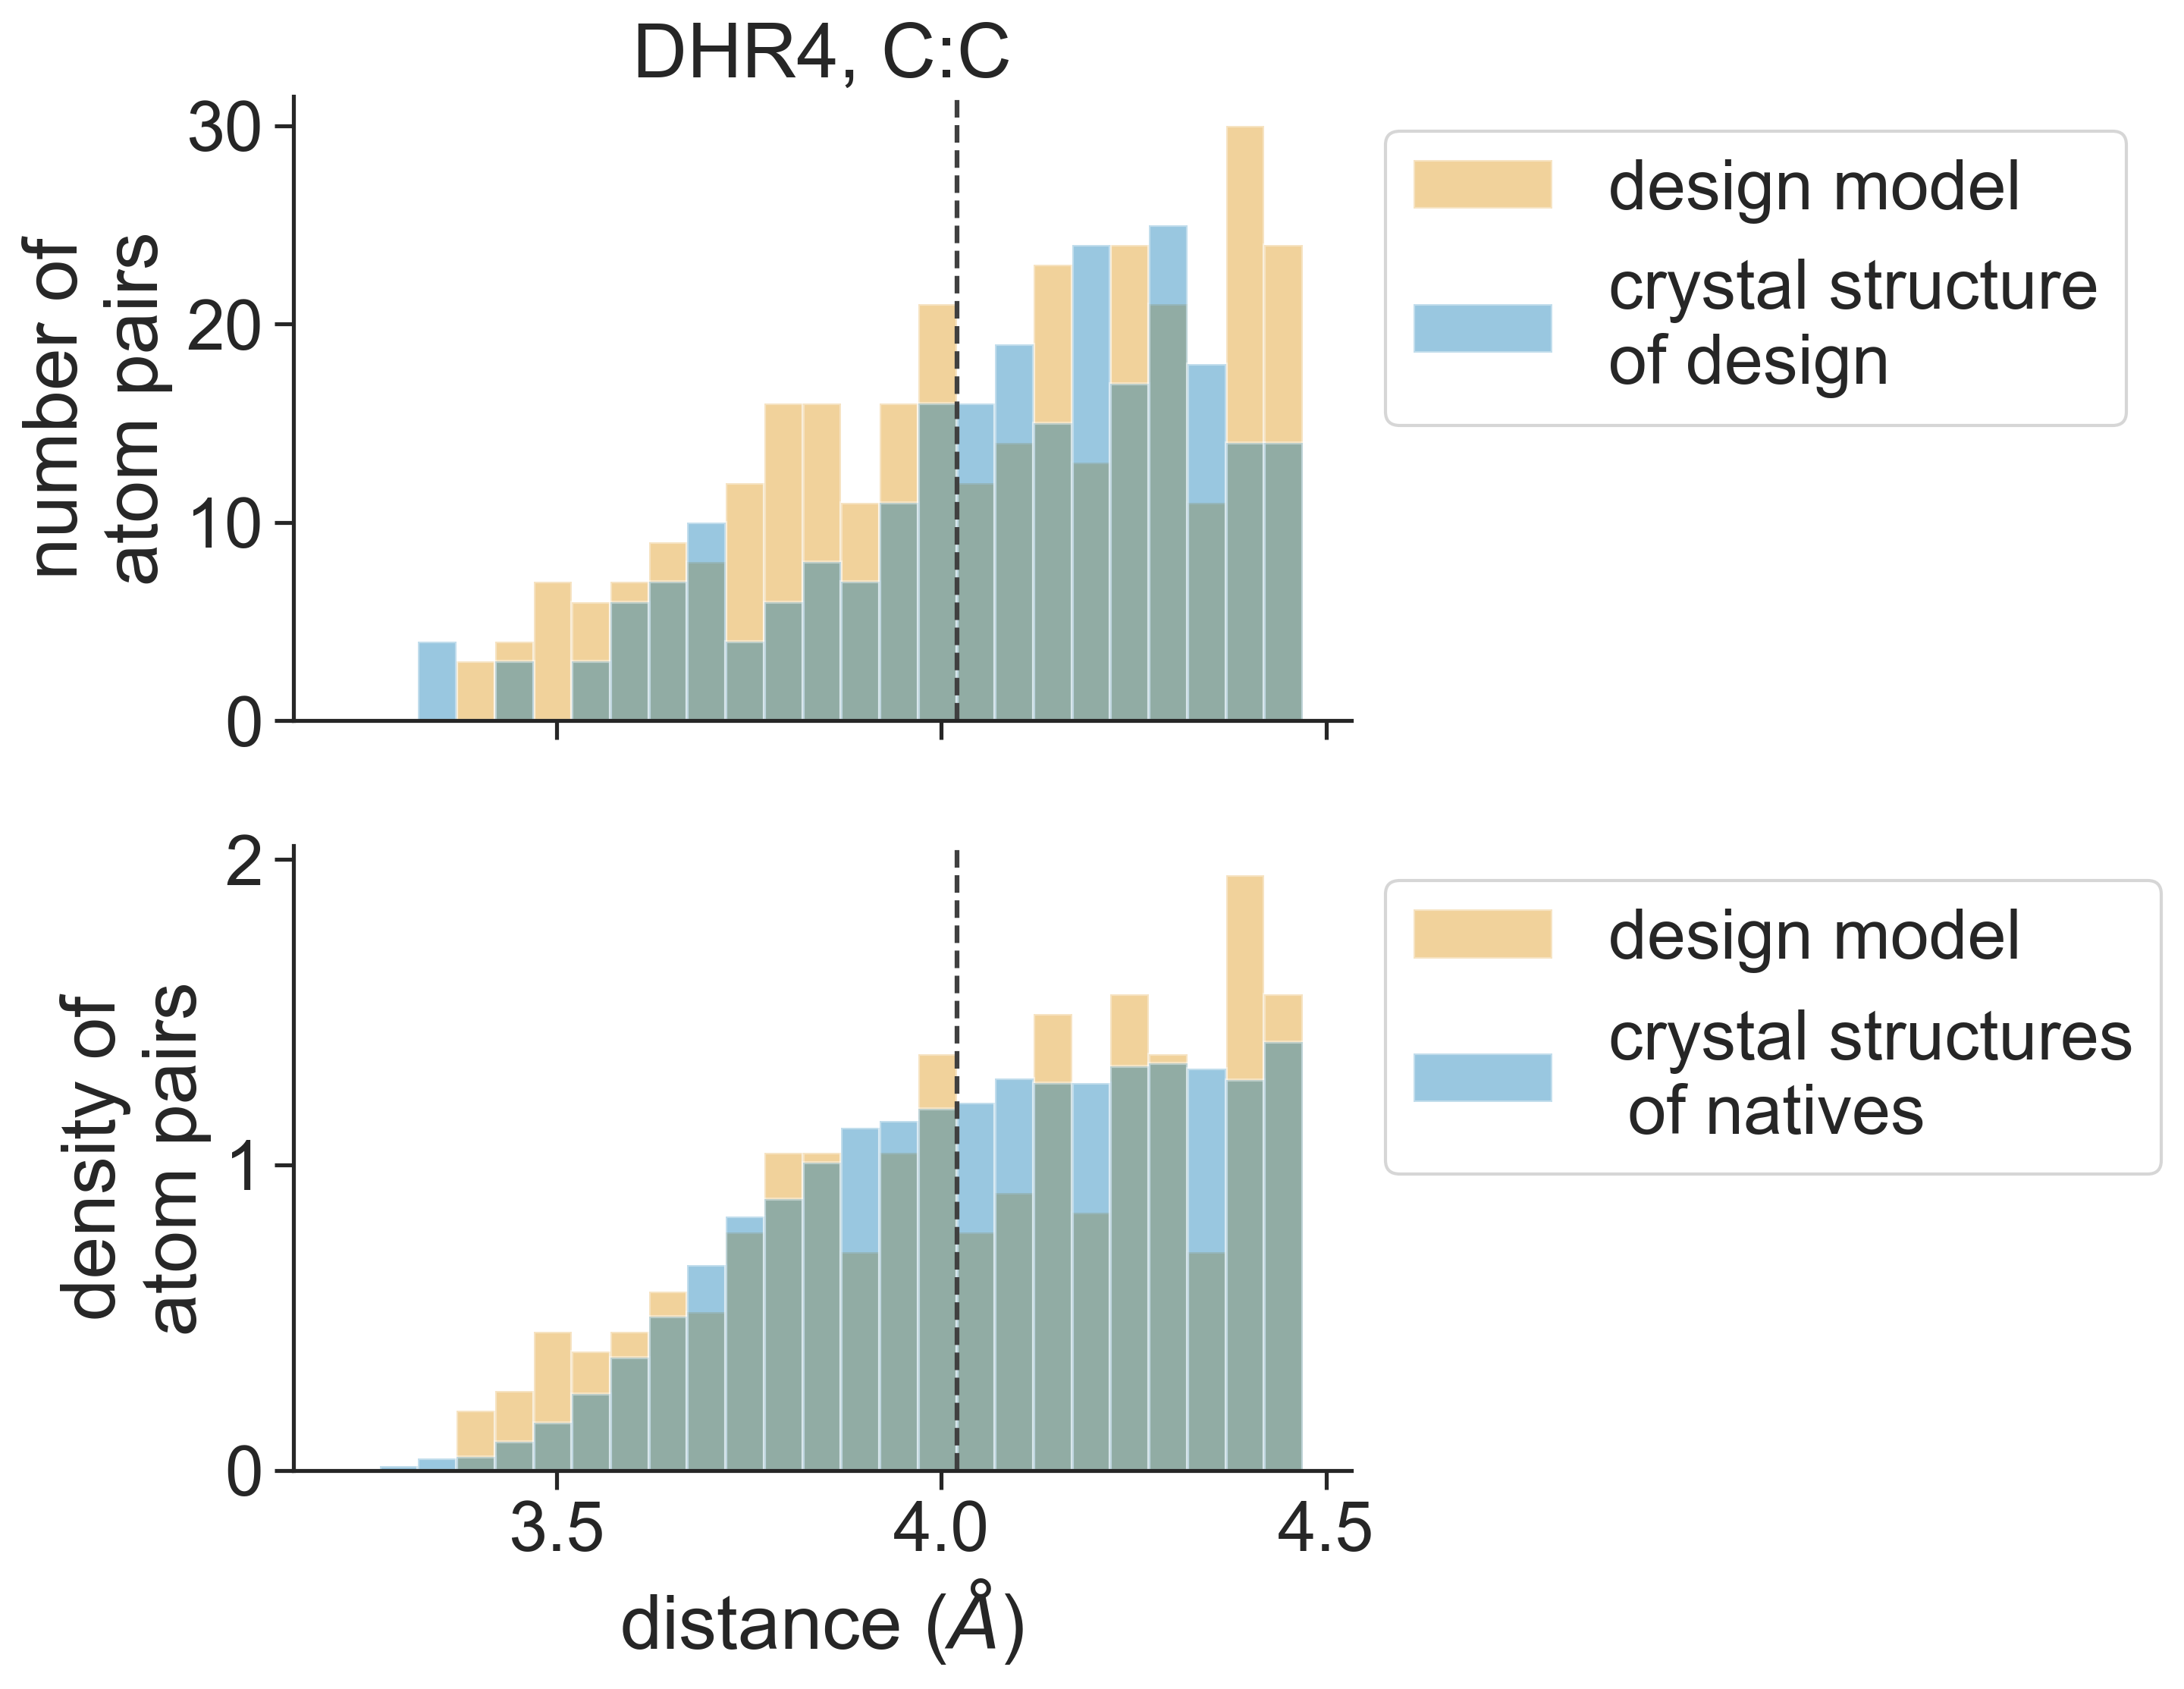 DHR4, C:C
30
20
10
0
number of
atom pairs
design model
crystal structure
of design
2
1
0
density of
atom pairs
design model
crystal structures
of natives
3.5
4.0
4.5
distance (Å)